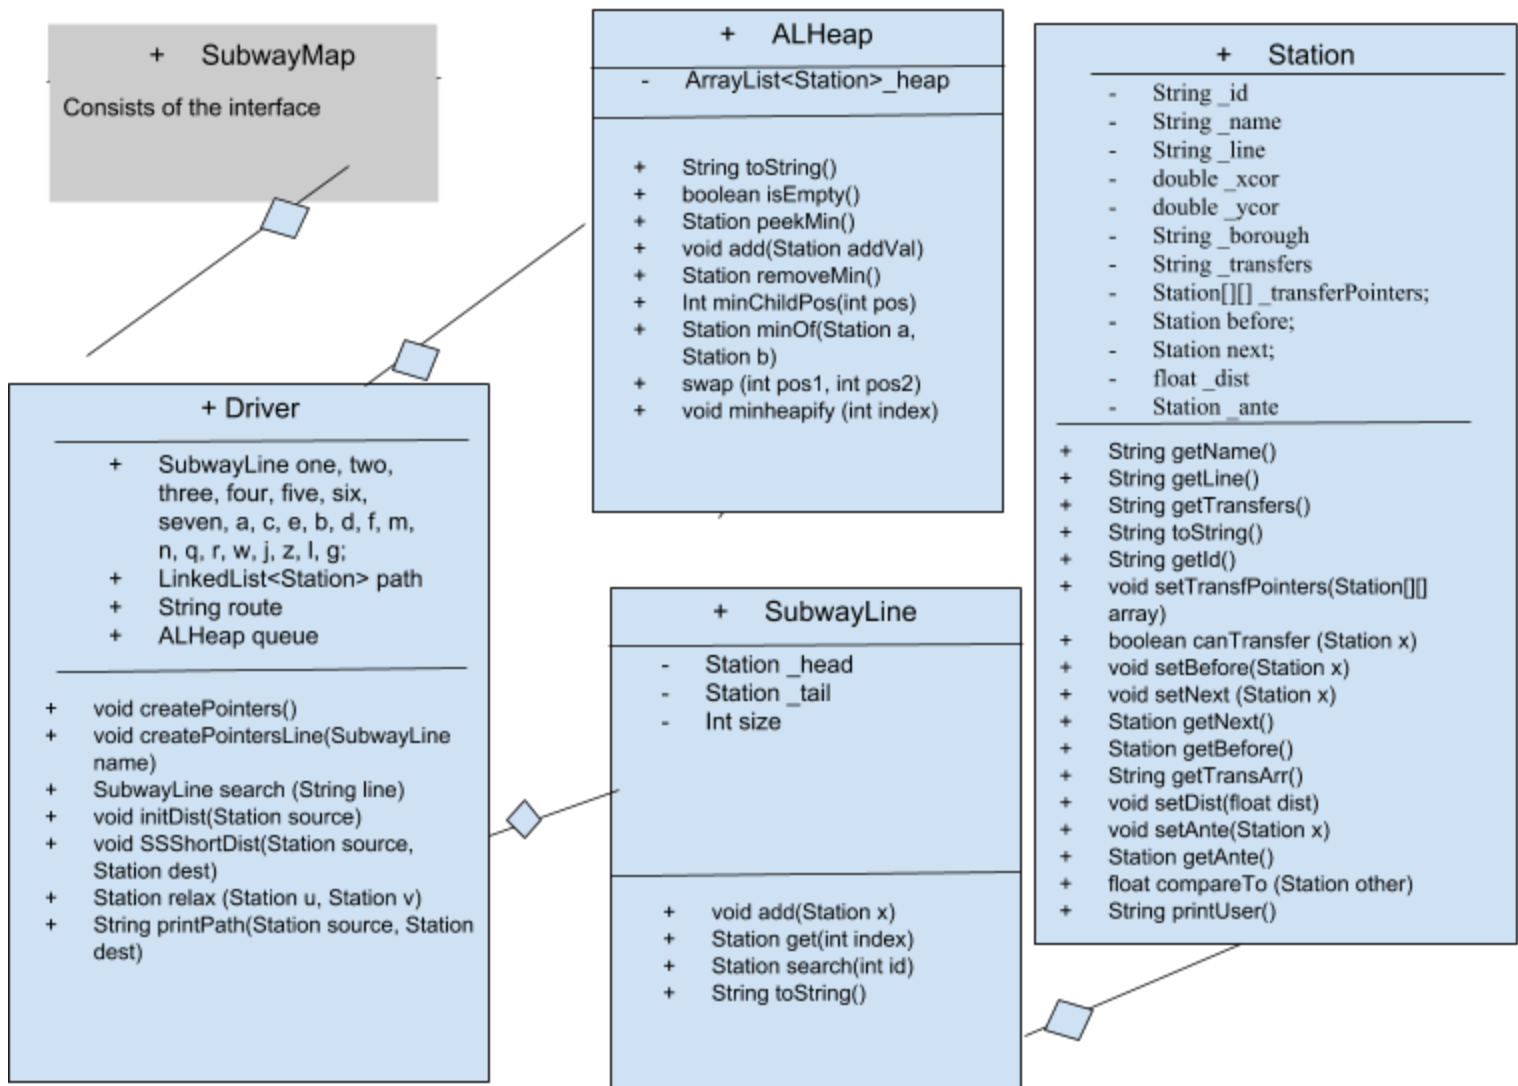 + SubwayMap
Consists of the interface
+ ALHeap
- ArrayList<Station>_heap
+ String toString()
+ boolean isEmpty()
+ Station peekMin()
+ void add(Station addVal)
+ Station removeMin()
+ Int minChildPos(int pos)
+ Station minOf(Station a,
Station b)
+ swap (int pos1, int pos2)
+ void minheapify (int index)
+ Station
- String _id
- String _name
- String _line
- double _xcor
- double _ycor
- String _borough
- String _transfers
- Station[][] _transferPointers;
- Station before;
- Station next;
- float _dist
- Station _ante
+ String getName()
+ String getLine()
+ String getTransfers()
+ String toString()
+ String getId()
+ void setTransfPointers(Station[][]
array)
+ boolean canTransfer (Station x)
+ void setBefore(Station x)
+ void setNext (Station x)
+ Station getNext()
+ Station getBefore()
+ String getTransArr()
+ void setDist(float dist)
+ void setAnte(Station x)
+ Station getAnte()
+ float compareTo (Station other)
+ String printUser()
+ Driver
+ SubwayLine one, two,
three, four, five, six,
seven, a, c, e, b, d, f, m,
n, q, r, w, j, z, l, g;
+ LinkedList<Station> path
+ String route
+ ALHeap queue
+ void createPointers()
+ void createPointersLine(SubwayLine
name)
+ SubwayLine search (String line)
+ void initDist(Station source)
+ void SSShortDist(Station source,
Station dest)
+ Station relax (Station u, Station v)
+ String printPath(Station source, Station
dest)
+ SubwayLine
- Station _head
- Station _tail
- Int size
+ void add(Station x)
+ Station get(int index)
+ Station search(int id)
+ String toString()